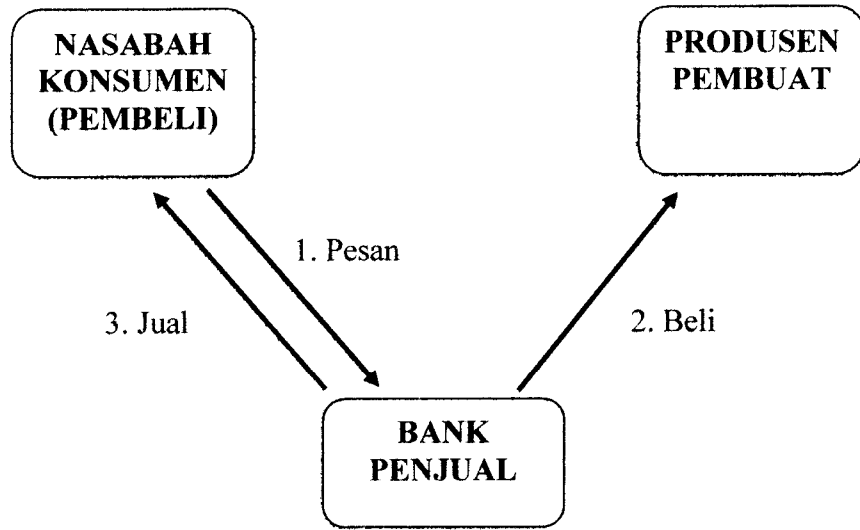 NASABAH
KONSUMEN
(PEMBELI)
PRODUSEN
PEMBUAT
1. Pesan
3. Jual
2. Beli
BANK
PENJUAL